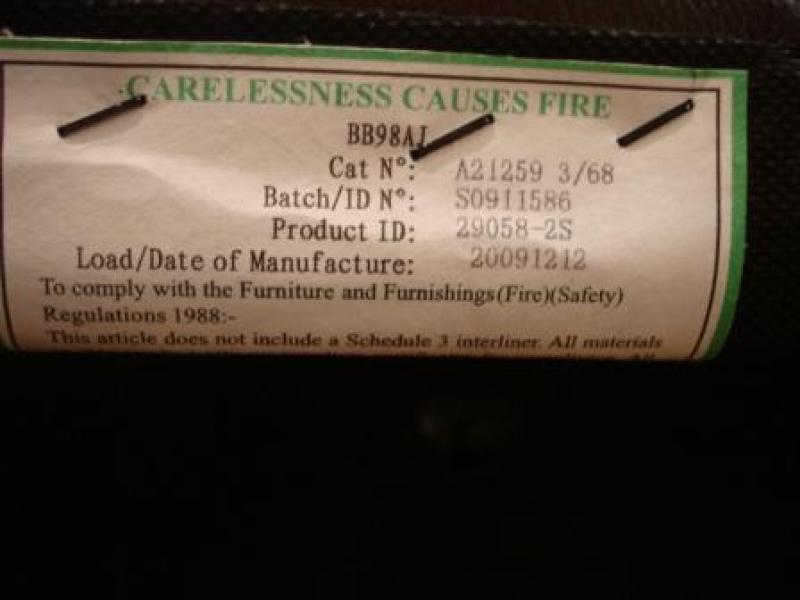 CARELESSNESS CAUSES FIRE
BB98AJ
Cat Nº: A21259 3/68
Batch/ID Nº: S0911586
Product ID: 29058-2S
Load/Date of Manufacture: 20091212
To comply with the Furniture and Furnishings(Fire)(Safety)
Regulations 1988:-
This article does not include a Schedule 3 interliner. All materials